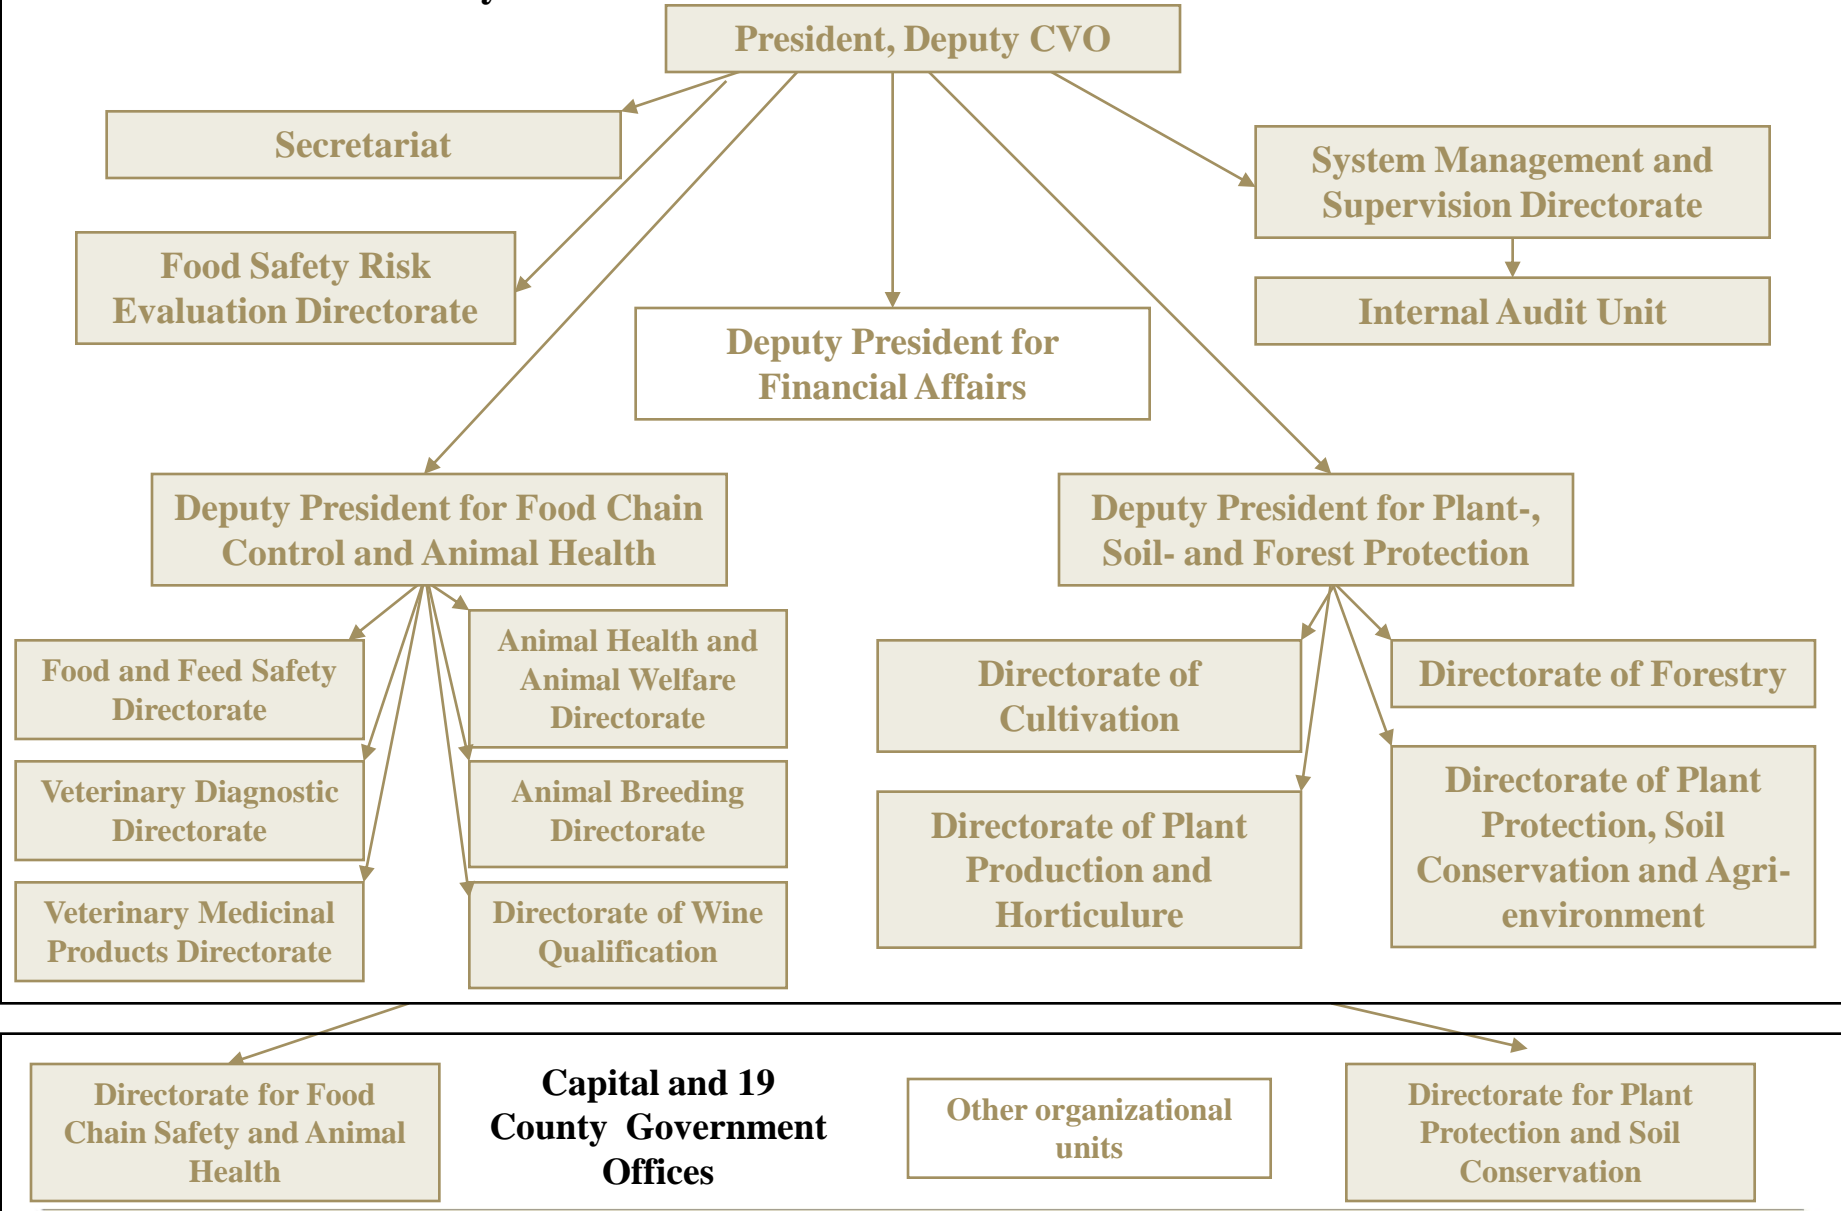 President, Deputy CVO
Secretariat
System Management and
Supervision Directorate
Food Safety Risk
Evaluation Directorate
Internal Audit Unit
Deputy President for
Financial Affairs
Deputy President for Food Chain
Control and Animal Health
Deputy President for Plant-,
Soil- and Forest Protection
Food and Feed Safety
Directorate
Animal Health and
Animal Welfare
Directorate
Directorate of
Cultivation
Directorate of Forestry
Veterinary Diagnostic
Directorate
Animal Breeding
Directorate
Directorate of Plant
Production and
Horticulure
Directorate of Plant
Protection, Soil
Conservation and Agri-
environment
Veterinary Medicinal
Products Directorate
Directorate of Wine
Qualification
Directorate for Food
Chain Safety and Animal
Health
Capital and 19
County Government
Offices
Other organizational
units
Directorate for Plant
Protection and Soil
Conservation